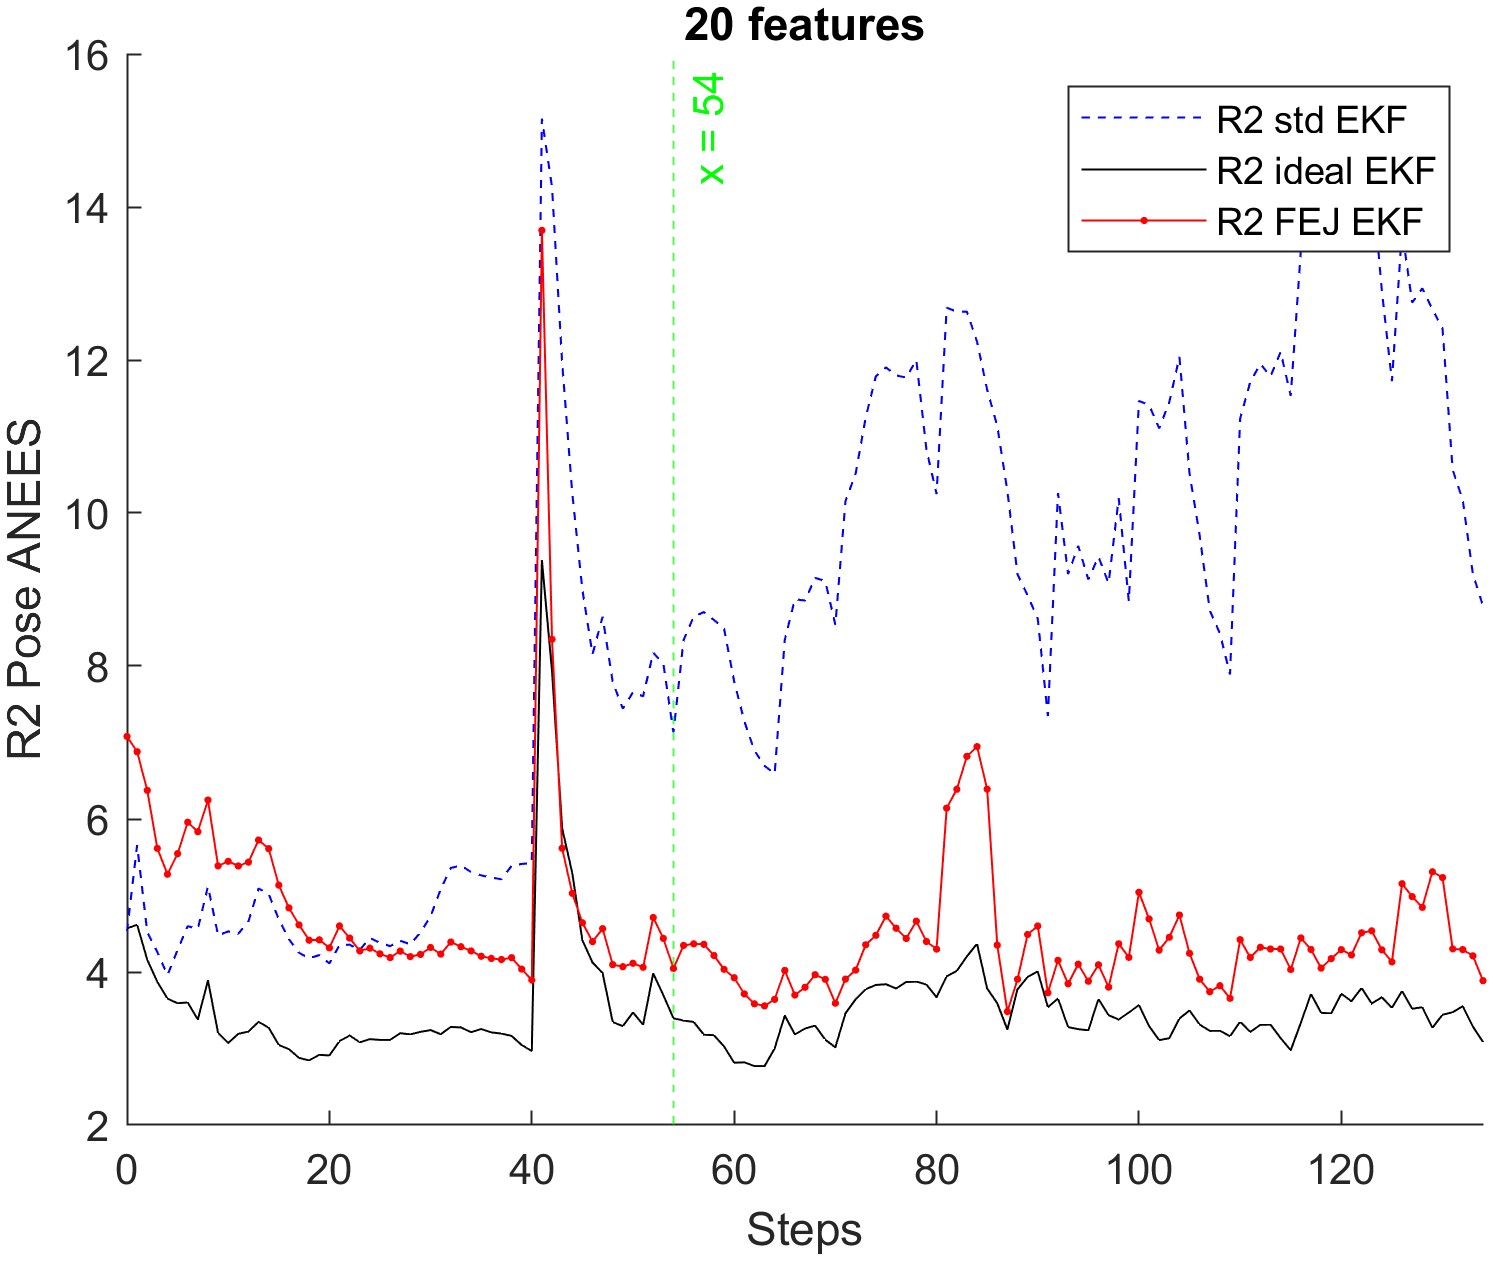 20 features
16
14
12
10
8
6
4
2
R2 Pose ANEES
x = 54
R2 std EKF
R2 ideal EKF
R2 FEJ EKF
0 20 40 60 80 100 120
Steps